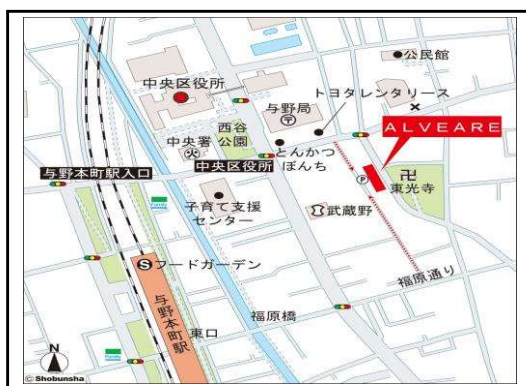 公民館
トヨタレンタリース
中央区役所
与野局
〒
ALVEARE
西谷
公園
中央署
とんかつ
ぽんち
中央区役所
与野本町駅入口
P
卍
東光寺
子育て支援
センター
武蔵野
S フードガーデン
福原通り
与野本町駅
東口
福原橋
N
© Shobunsha